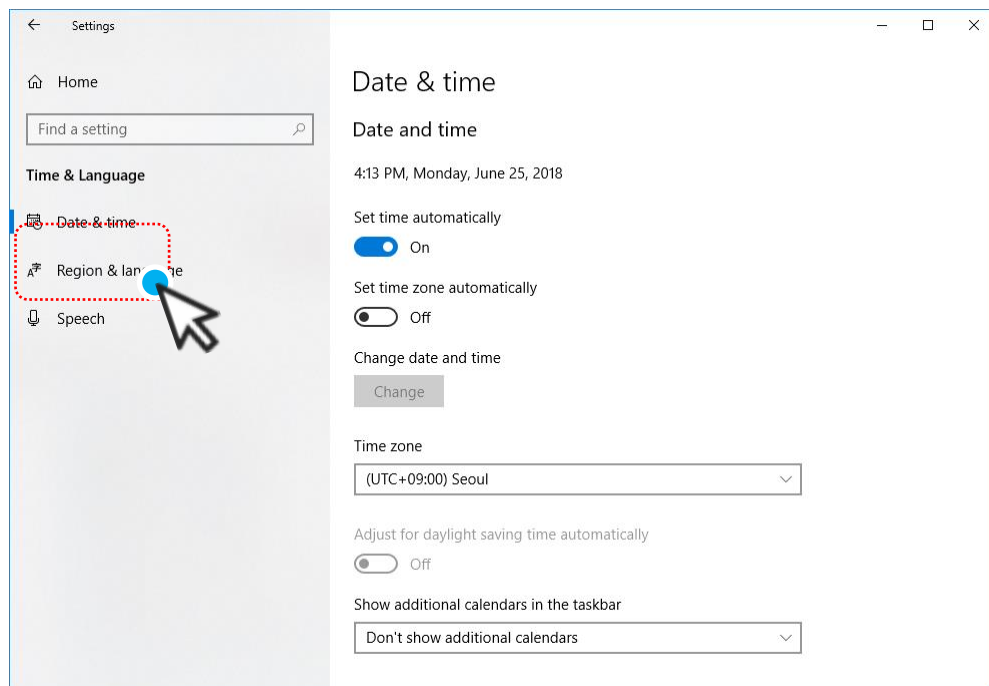 Settings
Home
Find a setting
Time & Language
Date & time
Region & language
Speech
Date & time
Date and time
4:13 PM, Monday, June 25, 2018
Set time automatically
On
Set time zone automatically
Off
Change date and time
Change
Time zone
(UTC+09:00) Seoul
Adjust for daylight saving time automatically
Off
Show additional calendars in the taskbar
Don't show additional calendars